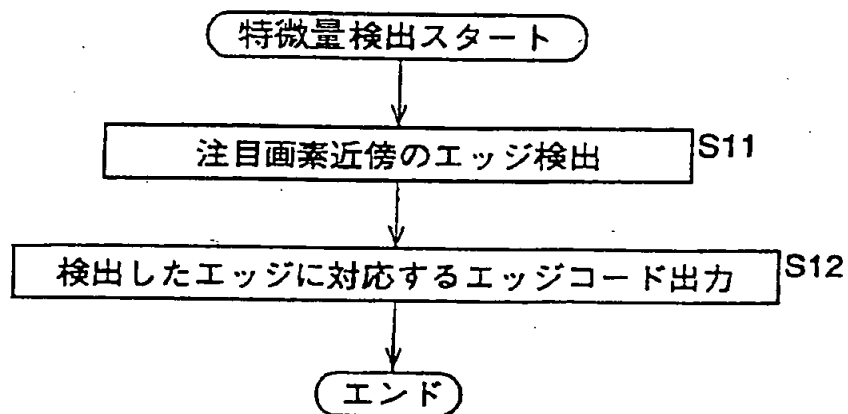 特微量検出スタート
注目画素近傍のエッジ検出
S11
検出したエッジに対応するエッジコード出力
S12
エンド